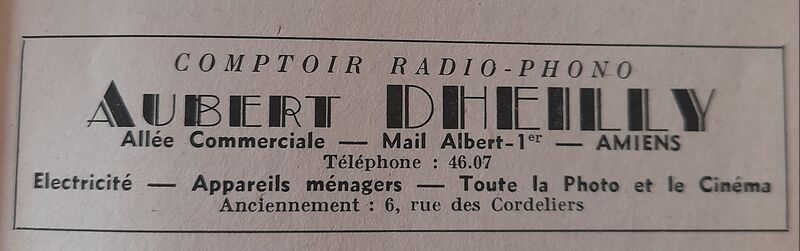 COMPTOIR RADIO-PHONO
AUBERT DHEILLY
Allée Commerciale — Mail Albert-1er — AMIENS
Téléphone : 46.07
Electricité — Appareils ménagers — Toute la Photo et le Cinéma
Anciennement : 6, rue des Cordeliers